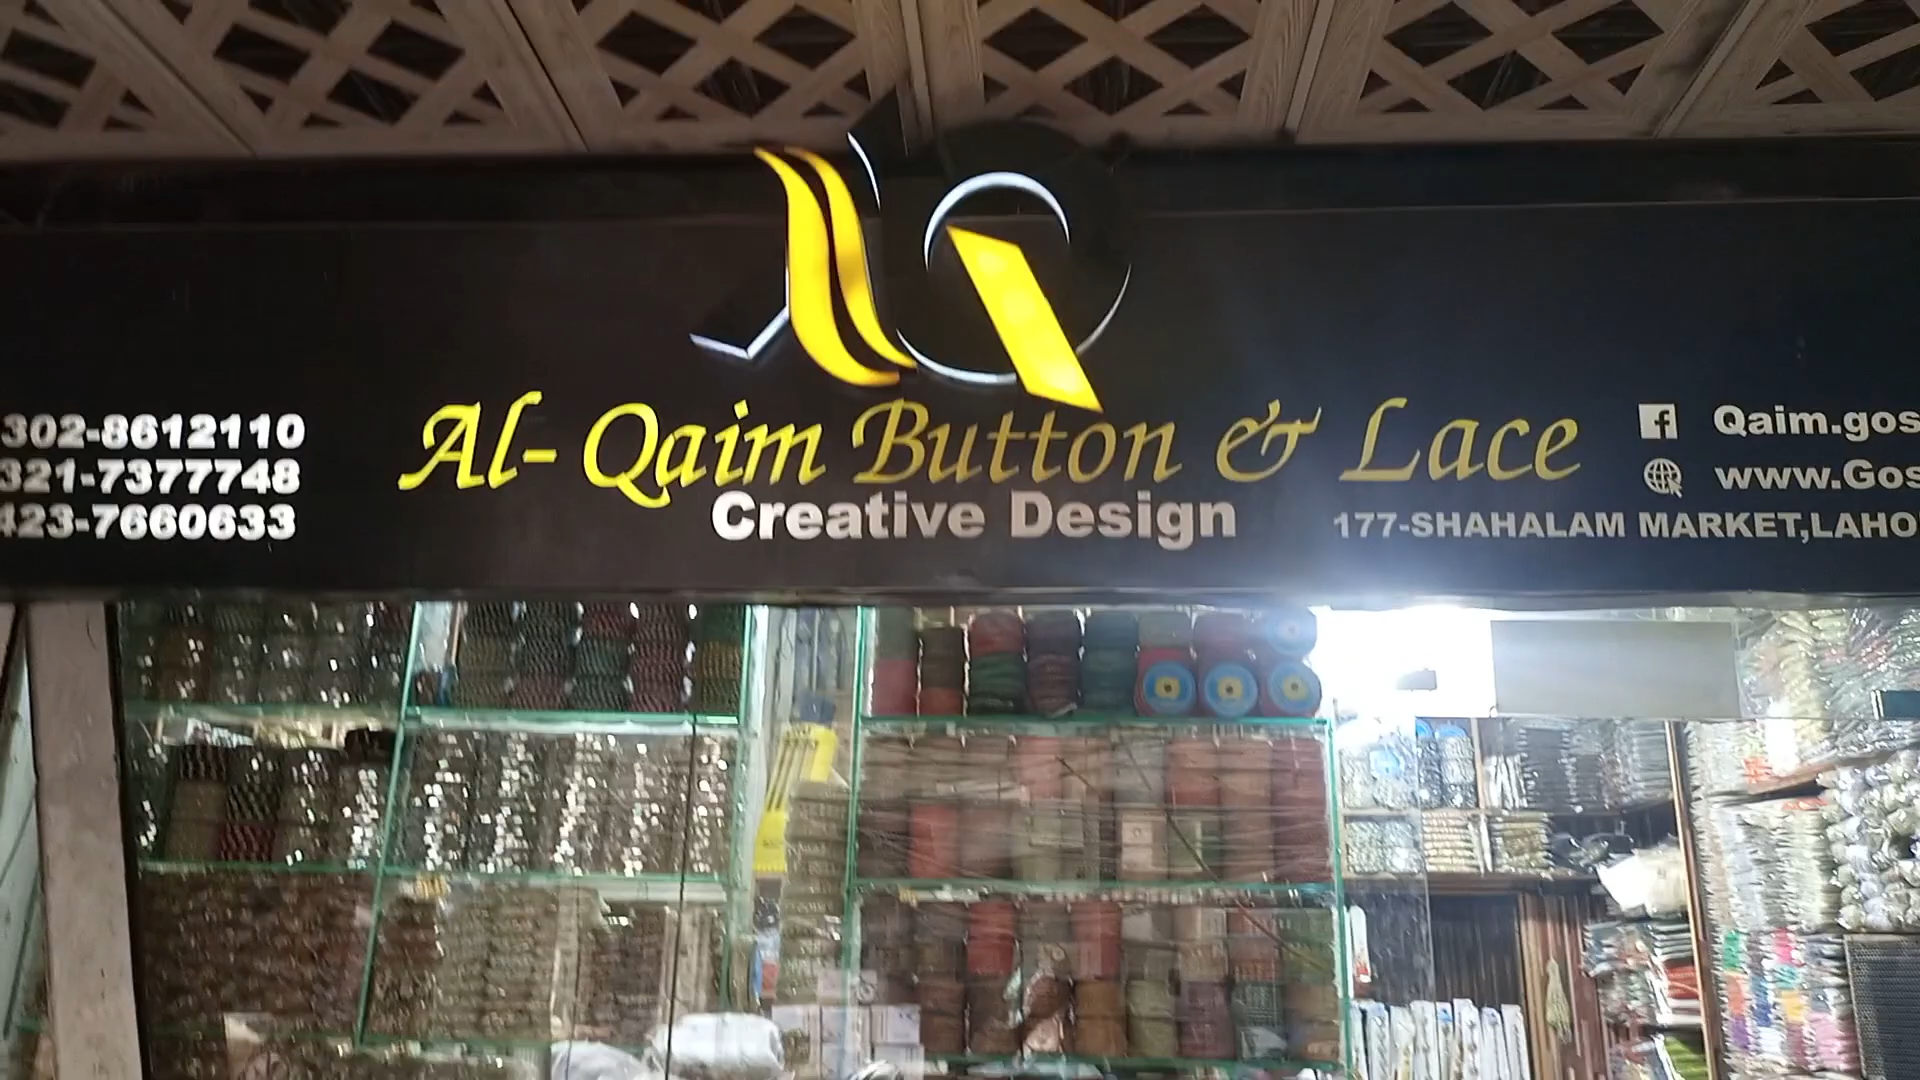 302-8612110
321-7377748
423-7660633
Al-Qaim Button & Lace
Creative Design
Qaim.gos
www.Gos
177-SHAHALAM MARKET,LAHO